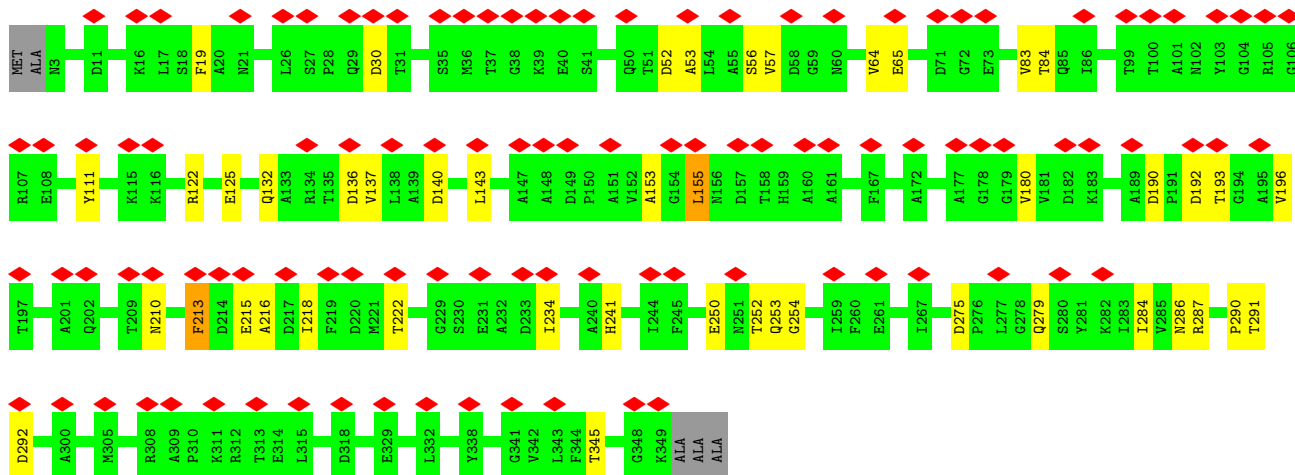 MET ALA N3 D11 K16 L17 S18 F19 A20 N21 L26 S27 P28 Q29 D30 T31 S35 M36 T37 G38 K39 E40 S41 Q50 T51 D52 A53 L54 A55 S56 V57 D58 G59 N60 V64 E65 D71 G72 E73 V83 T84 Q85 I86 T99 T100 A101 N102 Y103 G104 R105 G106
R107 E108 Y111 K115 K116 R122 E125 Q132 A133 R134 T135 D136 V137 L138 A139 D140 L143 A147 A148 D149 P150 A151 V152 A153 G154 L155 N156 D157 T158 H159 A160 A161 F167 A172 A177 G178 G179 V180 V181 D182 K183 A189 D190 P191 D192 T193 G194 A195 V196
T197 A201 Q202 T209 N210 F213 D214 E215 A216 D217 I218 F219 D220 M221 T222 G229 S230 E231 A232 D233 I234 A240 H241 I244 F245 E250 N251 T252 Q253 G254 I259 F260 E261 I267 D275 P276 L277 G278 Q279 S280 Y281 K282 I283 I284 V285 N286 R287 P290 T291
D292 A300 M305 R308 A309 P310 K311 R312 T313 E314 L315 D318 E329 L332 Y338 G341 V342 L343 F344 T345 G348 K349 ALA ALA ALA